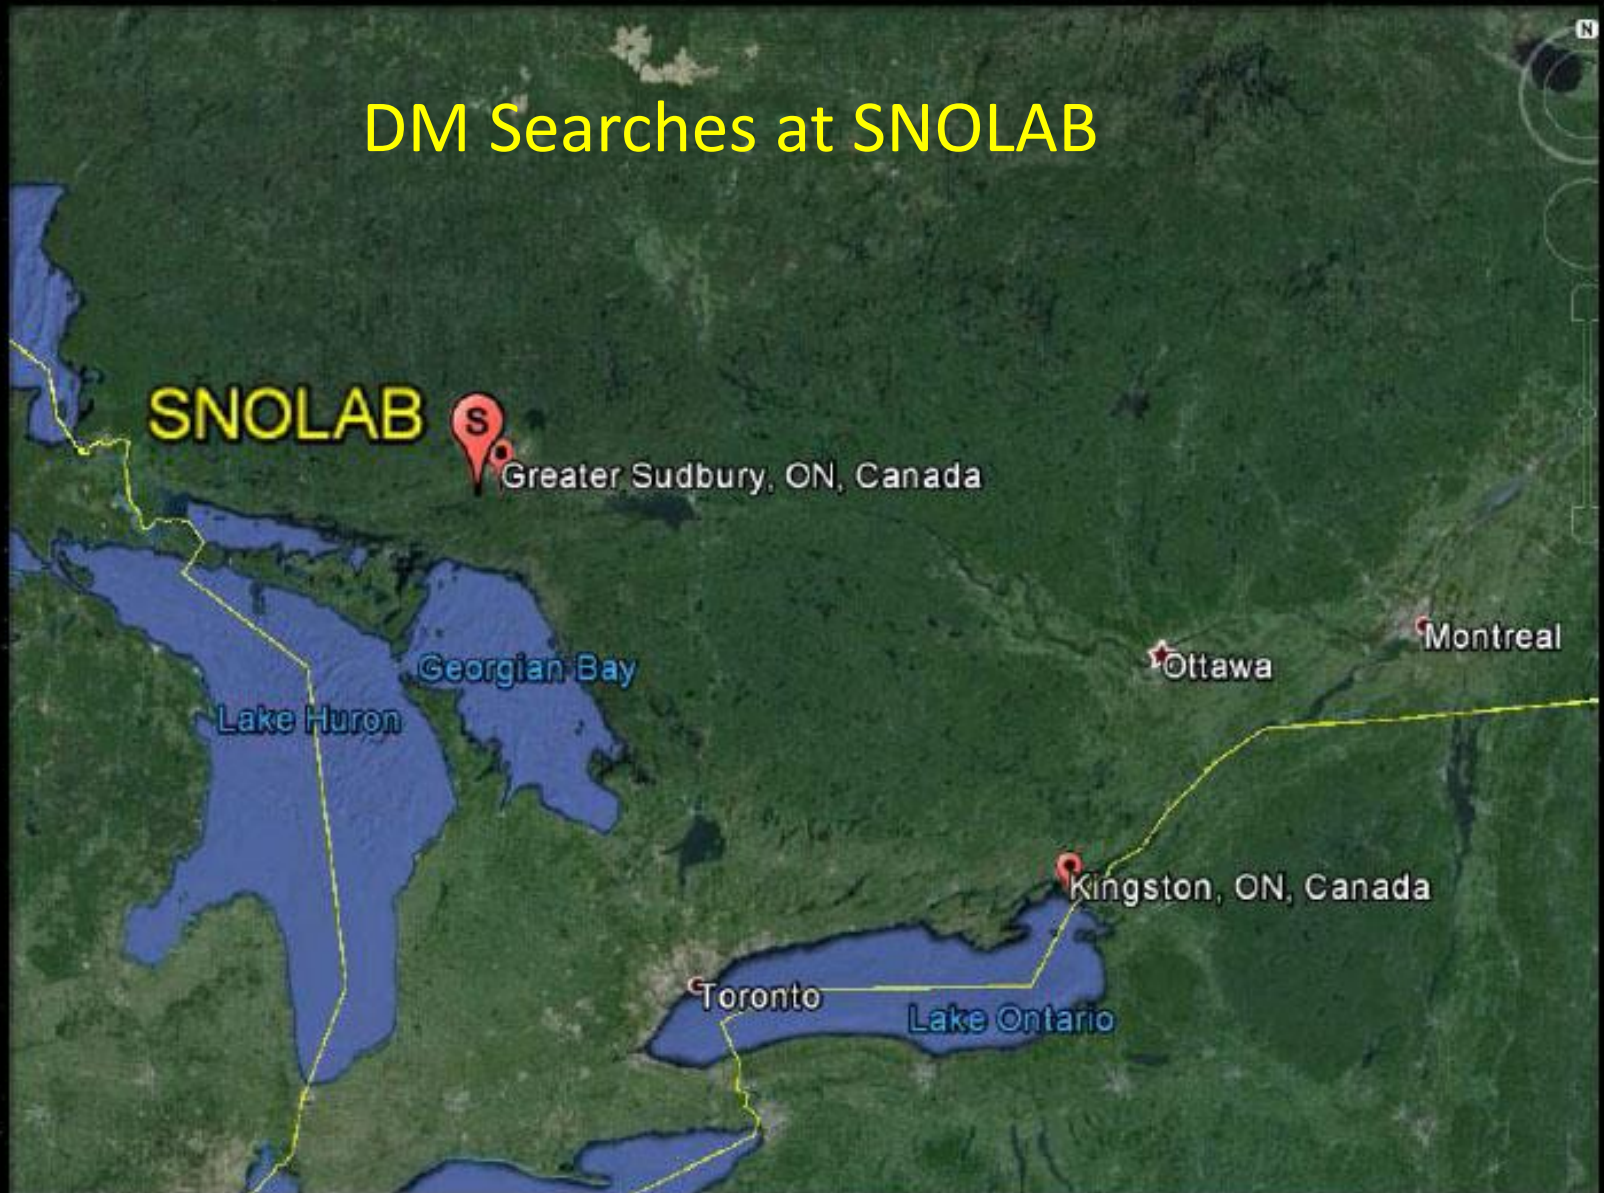 N
DM Searches at SNOLAB
SNOLAB
S
Greater Sudbury, ON, Canada
Montreal
Ottawa
Georgian Bay
Lake Huron
Kingston, ON, Canada
Toronto
Lake Ontario